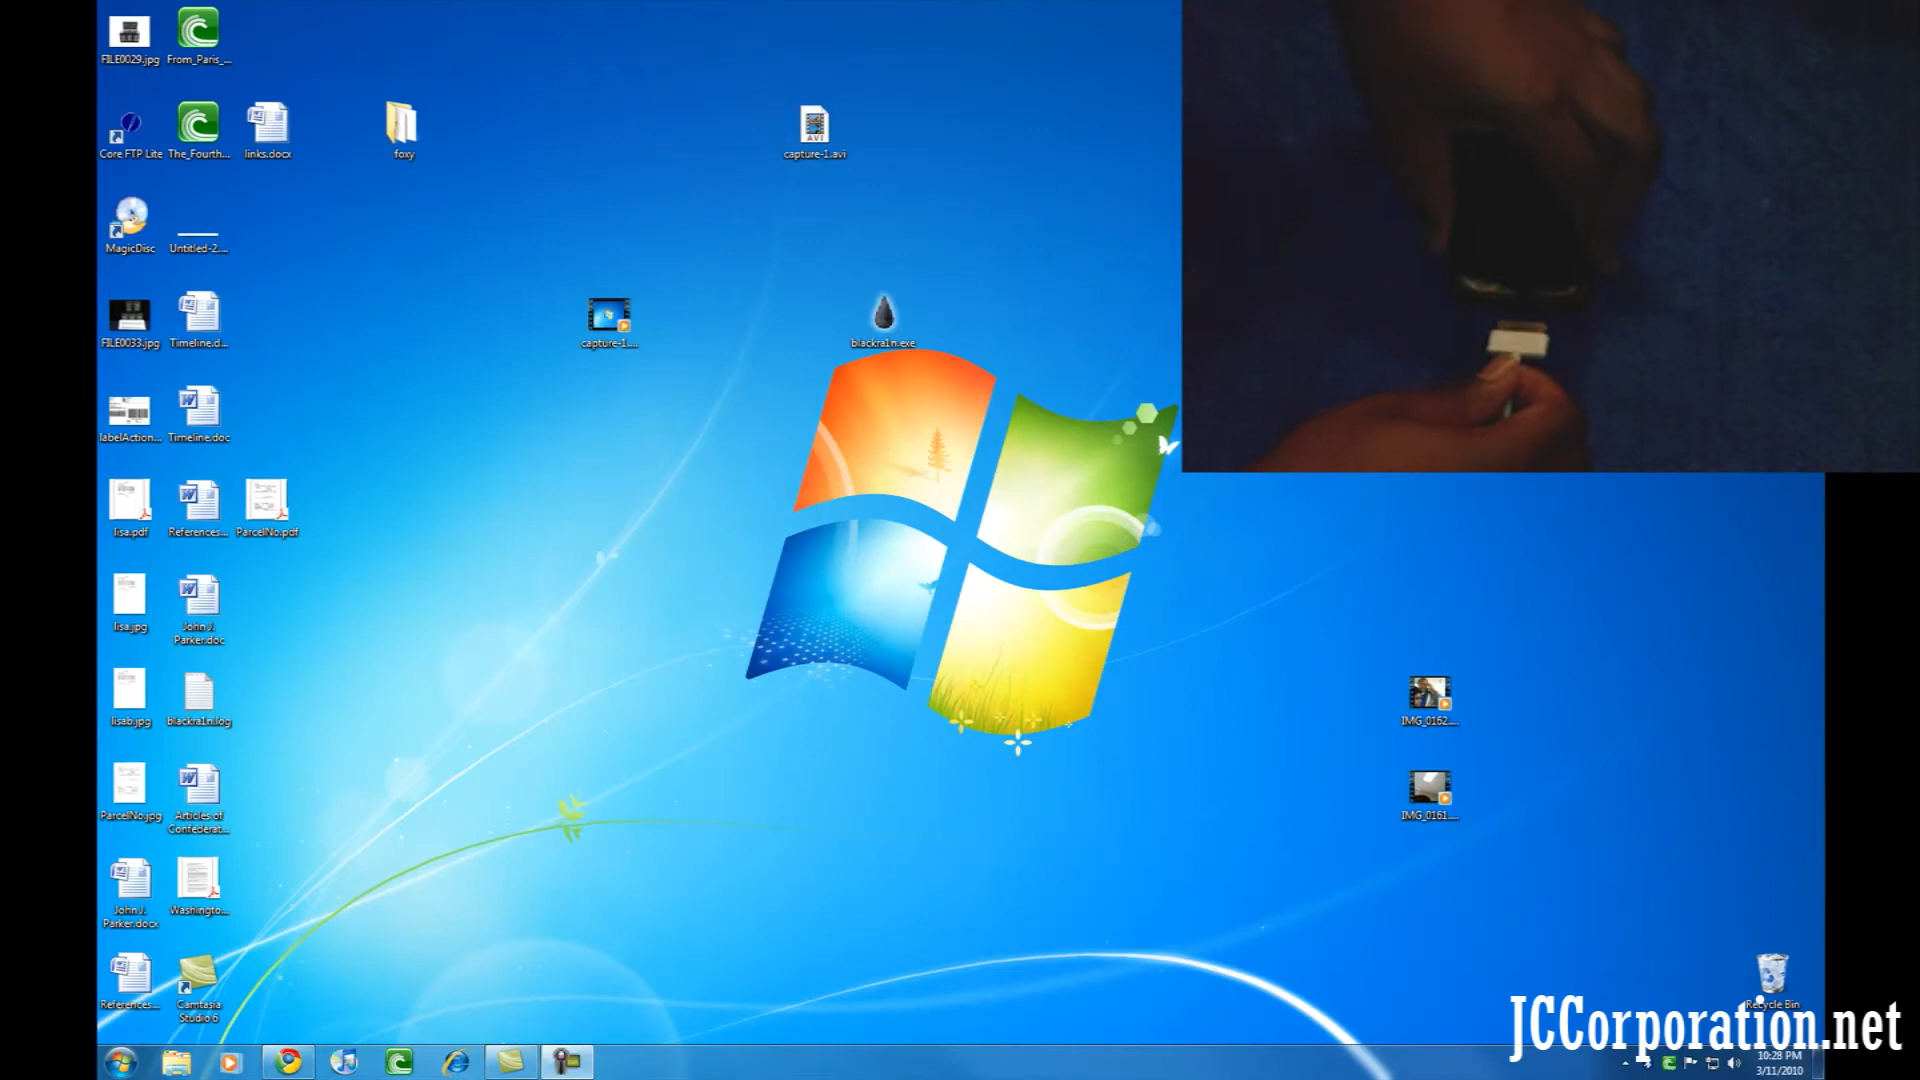 FILE0029.jpg
From_Paris_...
Core FTP Lite
The_Fourth...
links.docx
foxy
AVI
capture-1.avi
MagicDisc
Untitled-2....
FILE0033.jpg
Timeline.d...
capture-1....
blackra1n.exe
labelAction...
Timeline.doc
lisa.pdf
References...
ParcelNo.pdf
lisa.jpg
John J.
Parker.doc
lisab.jpg
blackra1n.log
IMG_0162....
ParcelNo.jpg
Articles of
Confederat...
IMG_0161....
John J.
Parker.docx
Washingto...
References...
Camtasia
Studio 6
Recycle Bin
JCCorporation.net
10:28 PM
3/11/2010